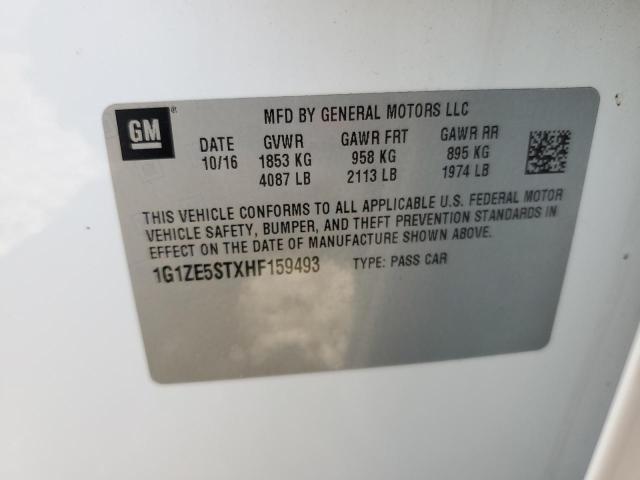 GM®
MFD BY GENERAL MOTORS LLC
DATE GVWR GAWR FRT GAWR RR
10/16 1853 KG 958 KG 895 KG
4087 LB 2113 LB 1974 LB
THIS VEHICLE CONFORMS TO ALL APPLICABLE U.S. FEDERAL MOTOR
VEHICLE SAFETY, BUMPER, AND THEFT PREVENTION STANDARDS IN
EFFECT ON THE DATE OF MANUFACTURE SHOWN ABOVE.
1G1ZE5STXHF159493 TYPE: PASS CAR